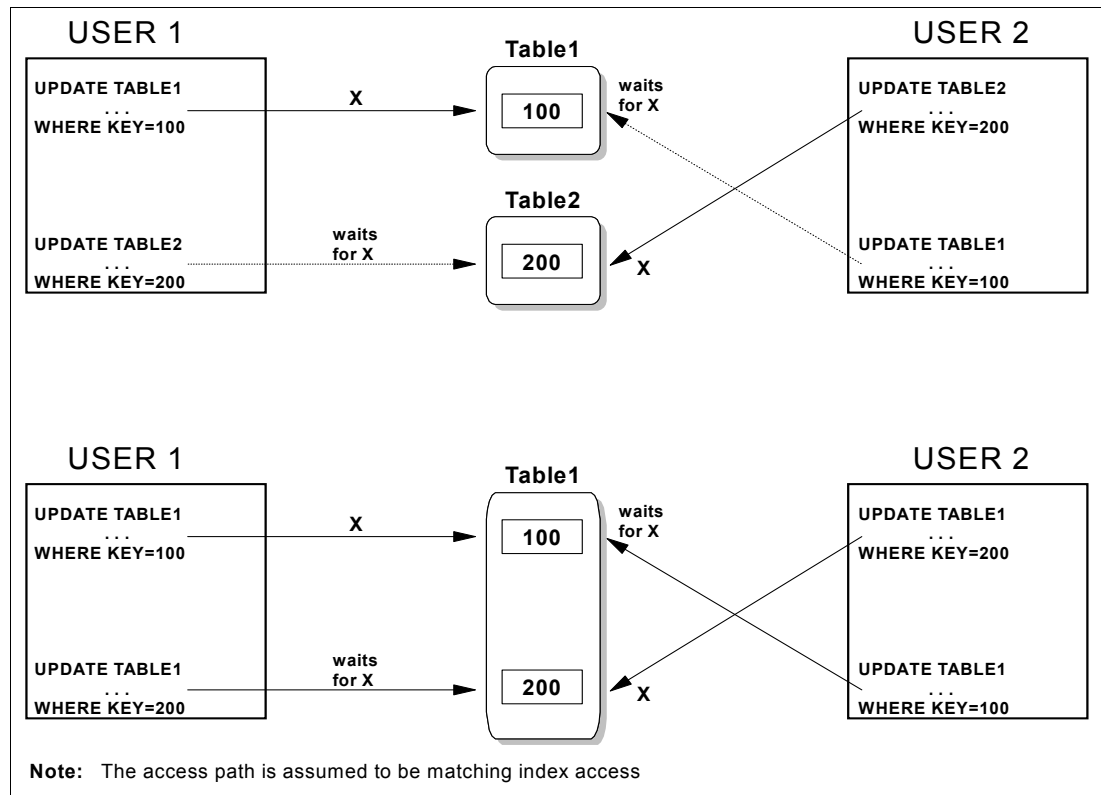 USER 1
Table1
USER 2
UPDATE TABLE1
. . .
WHERE KEY=100
X
100
waits
for X
UPDATE TABLE2
. . .
WHERE KEY=200
Table2
UPDATE TABLE2
. . .
WHERE KEY=200
waits
for X
200
X
UPDATE TABLE1
. . .
WHERE KEY=100
USER 1
Table1
USER 2
UPDATE TABLE1
. . .
WHERE KEY=100
X
100
waits
for X
UPDATE TABLE1
. . .
WHERE KEY=200
UPDATE TABLE1
. . .
WHERE KEY=200
waits
for X
200
X
UPDATE TABLE1
. . .
WHERE KEY=100
Note: The access path is assumed to be matching index access